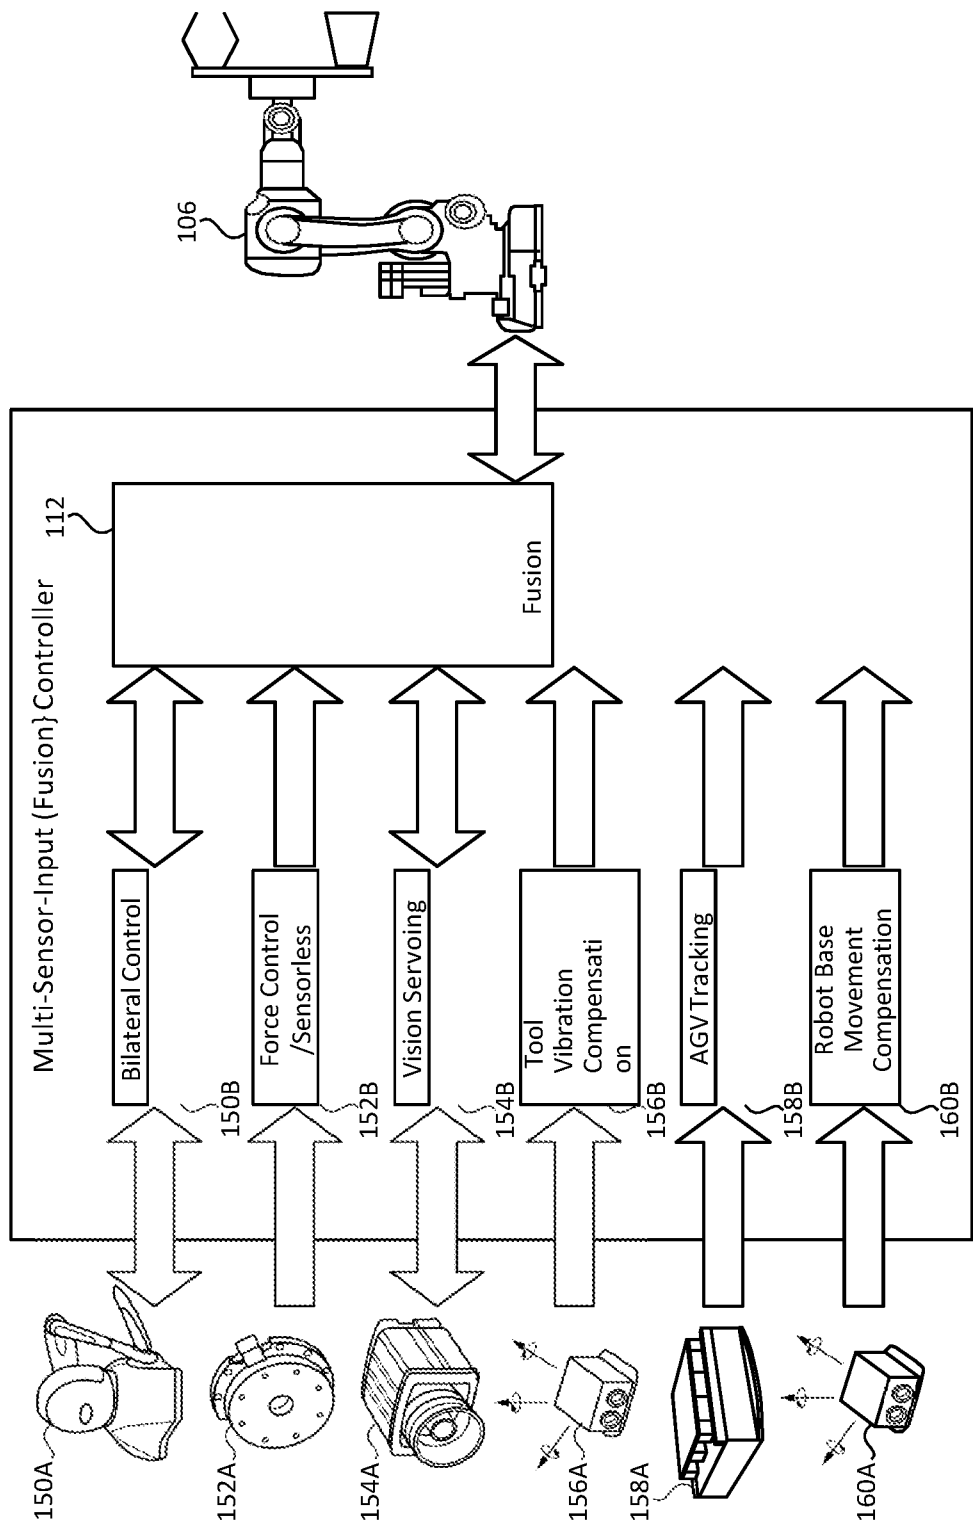 Multi-Sensor-Input (Fusion} Controller
150A
150B
Bilateral Control
152A
152B
Force Control
/Sensorless
154A
154B
Vision Servoing
156A
156B
Tool
Vibration
Compensati
on
158A
158B
AGV Tracking
160A
160B
Robot Base
Movement
Compensation
112
Fusion
106